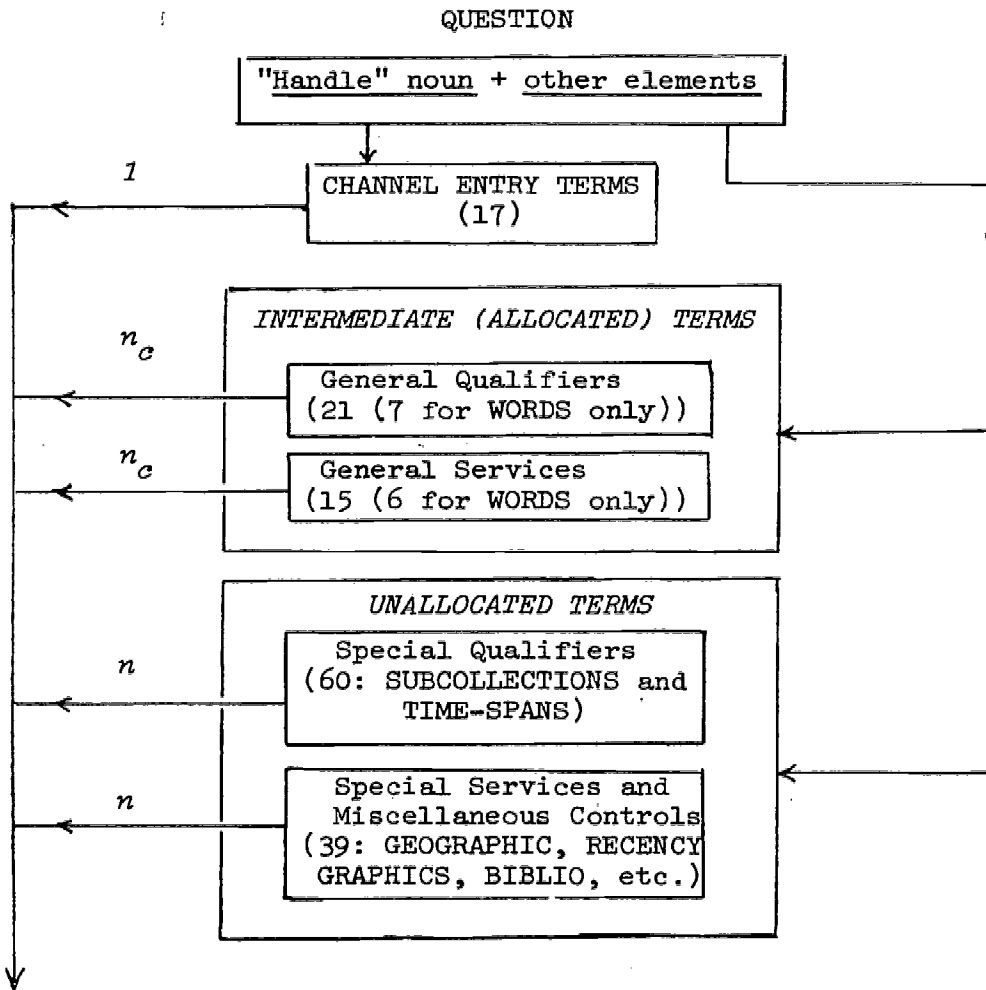 QUESTION
"Handle" noun + other elements
1
CHANNEL ENTRY TERMS
(17)
INTERMEDIATE (ALLOCATED) TERMS
n_c
General Qualifiers
(21 (7 for WORDS only))
n_c
General Services
(15 (6 for WORDS only))
UNALLOCATED TERMS
n
Special Qualifiers
(60: SUBCOLLECTIONS and
TIME-SPANS)
n
Special Services and
Miscellaneous Controls
(39: GEOGRAPHIC, RECENCY
GRAPHICS, BIBLIO, etc.)